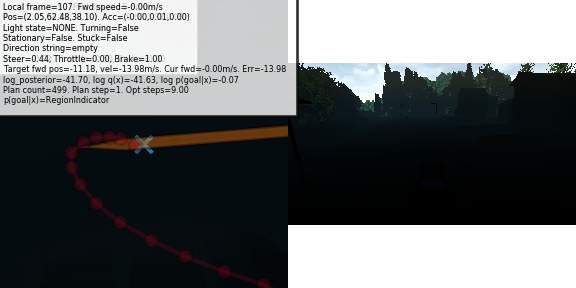 Local frame=107. Fwd speed=-0.00m/s
Pos=(2.05,62.48,38.10). Acc=(-0.00,0.01,0.00)
Light state=NONE. Turning=False
Stationary=False. Stuck=False
Direction string=empty
Steer=0.44, Throttle=0.00, Brake=1.00
Target fwd pos=-11.18, vel=-13.98m/s. Cur fwd=-0.00m/s. Err=-13.98
log_posterior=-41.70, log q(x)=-41.63, log p(goal|x)=-0.07
Plan count=499. Plan step=1. Opt steps=9.00
p(goal|x)=RegionIndicator